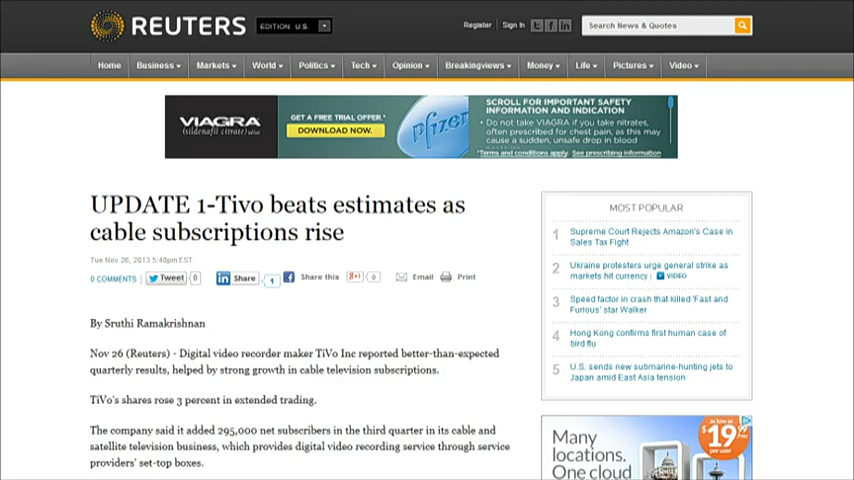 REUTERS
EDITION: U.S.
Register
Sign In
Search News & Quotes
Home
Business
Markets
World
Politics
Tech
Opinion
Breakingviews
Money
Life
Pictures
Video
VIAGRA
(sildenafil citrate)
GET A FREE TRIAL OFFER.*
DOWNLOAD NOW.
Pfizer
SCROLL FOR IMPORTANT SAFETY
INFORMATION AND INDICATION
• Do not take VIAGRA if you take nitrates,
often prescribed for chest pain, as this may
cause a sudden, unsafe drop in blood
*Terms and conditions apply. See prescribing information
UPDATE 1-Tivo beats estimates as
cable subscriptions rise
Tue Nov 26, 2013 5:48pm EST
0 COMMENTS
Tweet
0
in Share
1
f Share this
g+1
0
Email
Print
By Sruthi Ramakrishnan
Nov 26 (Reuters) - Digital video recorder maker TiVo Inc reported better-than-expected
quarterly results, helped by strong growth in cable television subscriptions.
TiVo's shares rose 3 percent in extended trading.
The company said it added 295,000 net subscribers in the third quarter in its cable and
satellite television business, which provides digital video recording service through service
providers' set-top boxes.
MOST POPULAR
1 Supreme Court Rejects Amazon's Case in
Sales Tax Fight
2 Ukraine protesters urge general strike as
markets hit currency | VIDEO
3 Speed factor in crash that killed 'Fast and
Furious' star Walker
4 Hong Kong confirms first human case of
bird flu
5 U.S. sends new submarine-hunting jets to
Japan amid East Asia tension
Many
locations.
One cloud
as low as
$19
per user